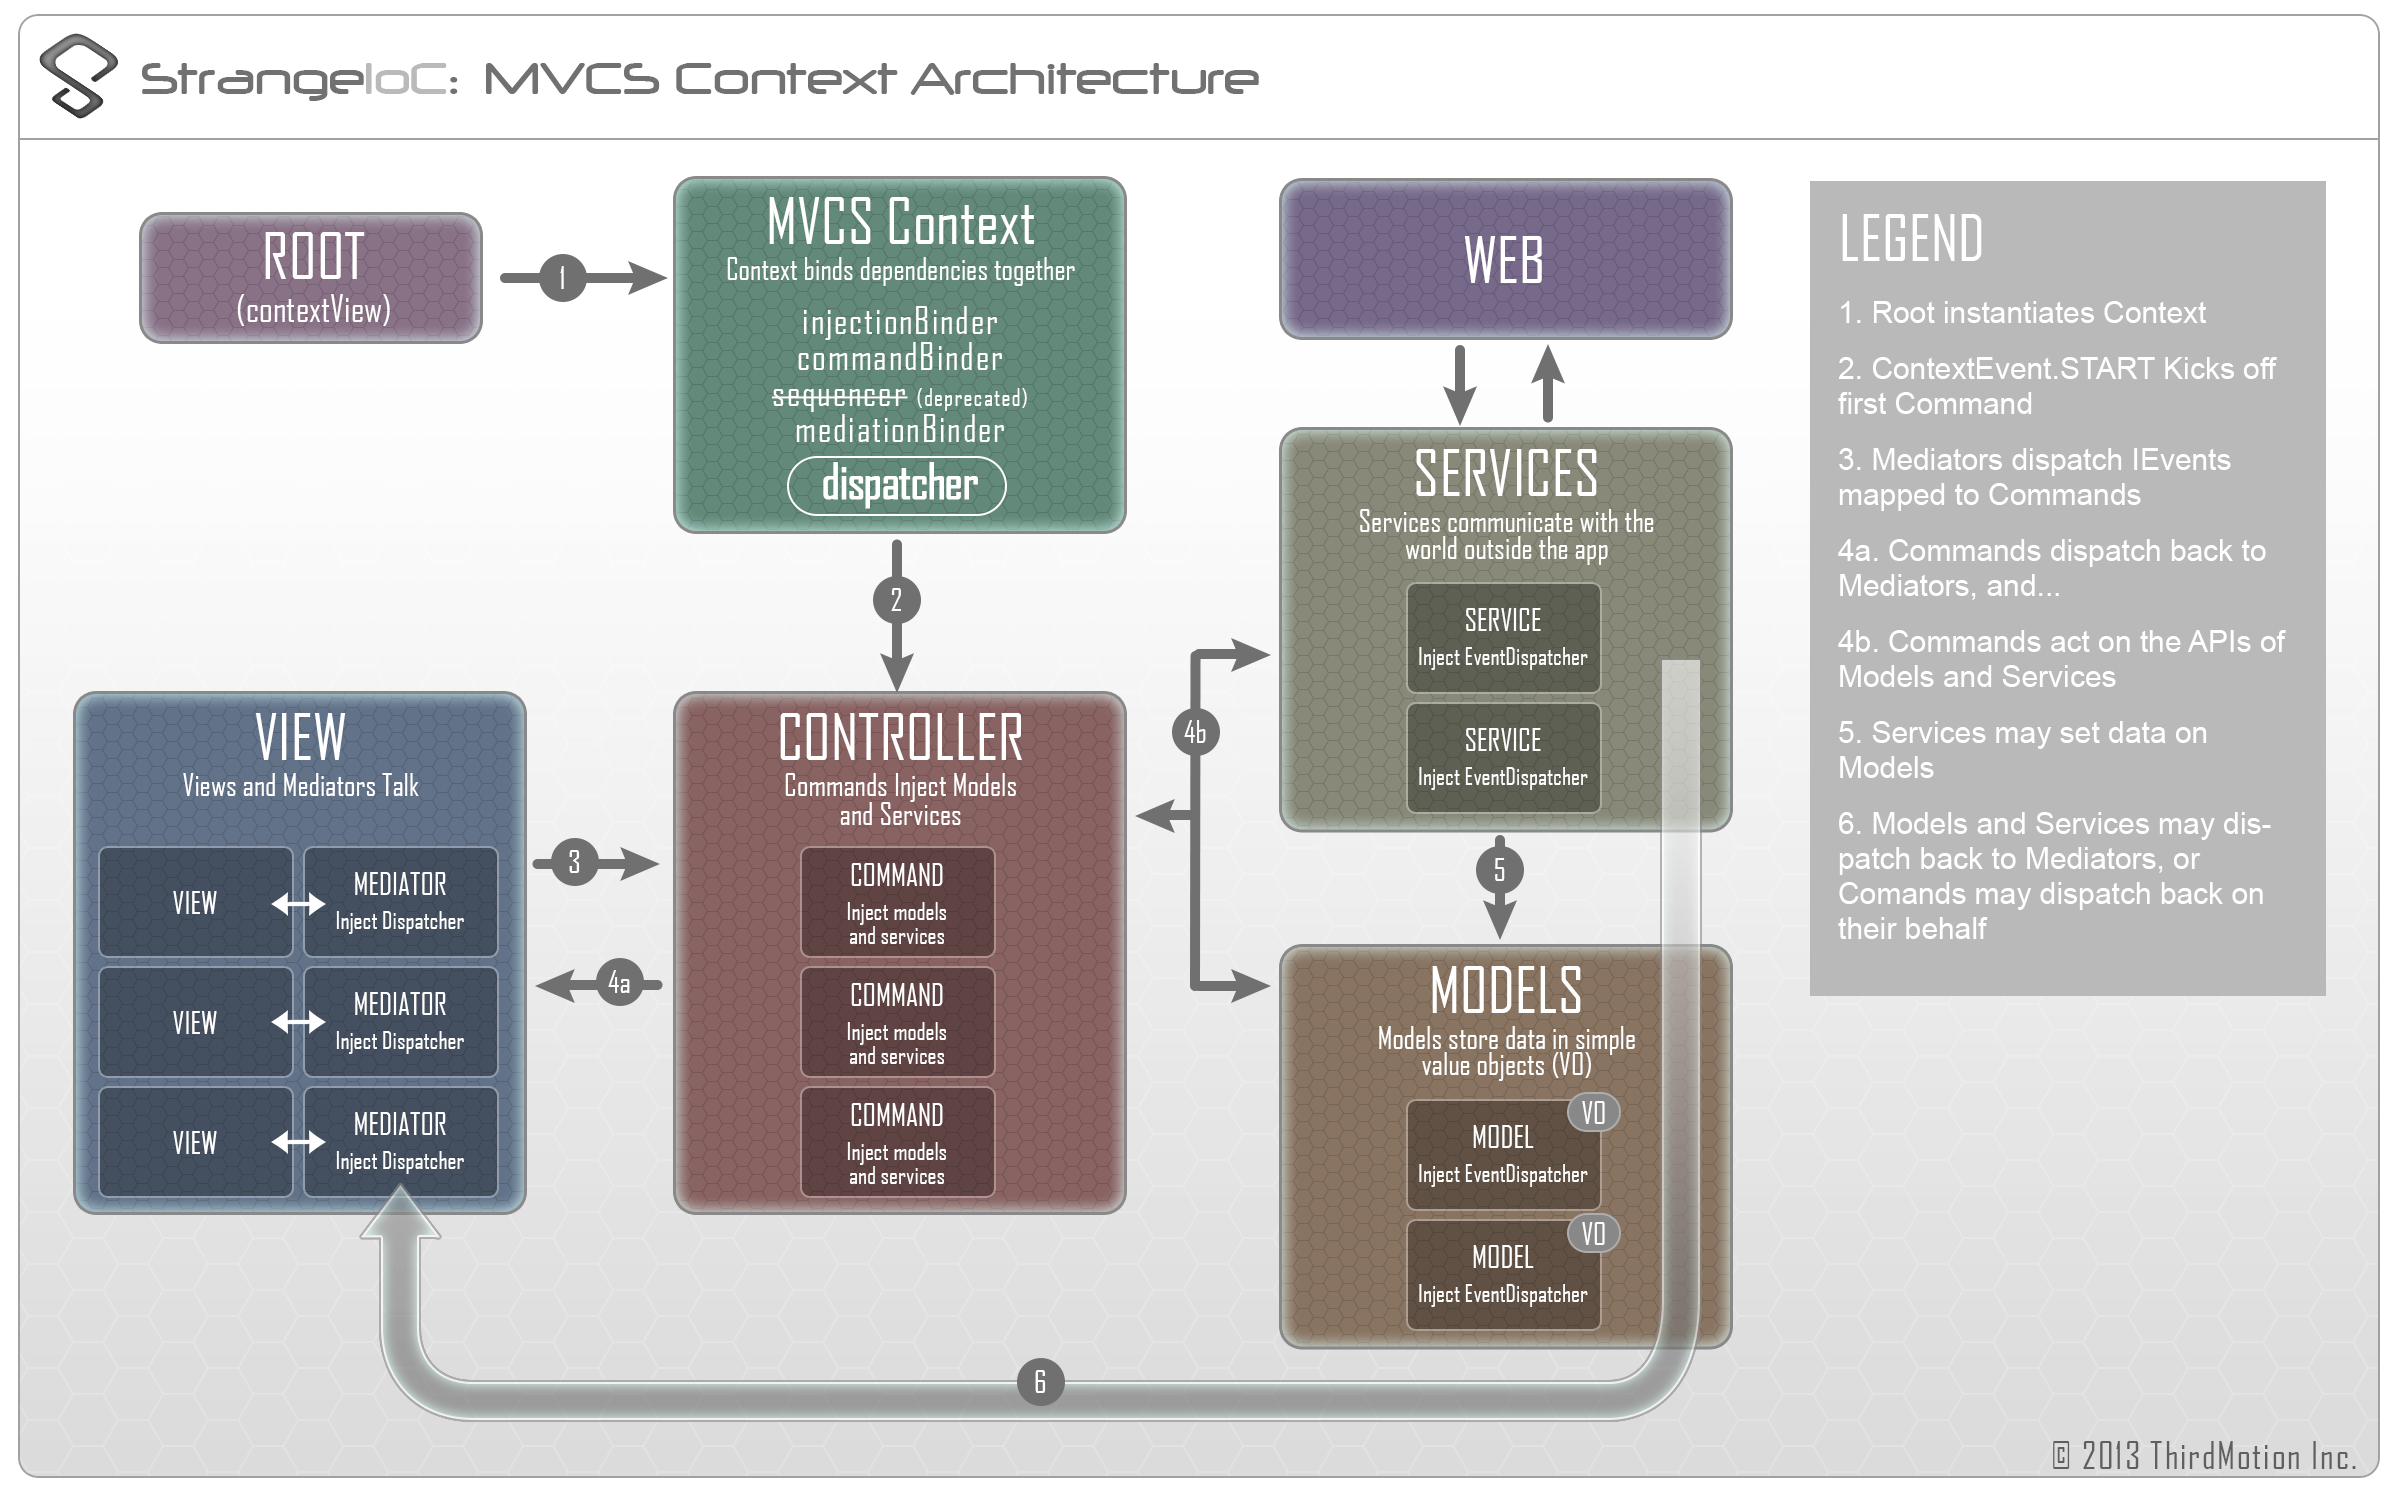 StrangeIoC: MVCS Context Architecture
ROOT
(contextView)
1
MVCS Context
Context binds dependencies together
injectionBinder
commandBinder
sequencer (deprecated)
mediationBinder
dispatcher
2
WEB
SERVICES
Services communicate with the
world outside the app
SERVICE
Inject EventDispatcher
SERVICE
Inject EventDispatcher
VIEW
Views and Mediators Talk
VIEW
MEDIATOR
Inject Dispatcher
VIEW
MEDIATOR
Inject Dispatcher
VIEW
MEDIATOR
Inject Dispatcher
3
4a
CONTROLLER
Commands Inject Models
and Services
COMMAND
Inject models
and services
COMMAND
Inject models
and services
COMMAND
Inject models
and services
4b
5
MODELS
Models store data in simple
value objects (VO)
VO
MODEL
Inject EventDispatcher
VO
MODEL
Inject EventDispatcher
6
LEGEND
1. Root instantiates Context
2. ContextEvent.START Kicks off
first Command
3. Mediators dispatch IEvents
mapped to Commands
4a. Commands dispatch back to
Mediators, and...
4b. Commands act on the APIs of
Models and Services
5. Services may set data on
Models
6. Models and Services may dis-
patch back to Mediators, or
Comands may dispatch back on
their behalf
© 2013 ThirdMotion Inc.